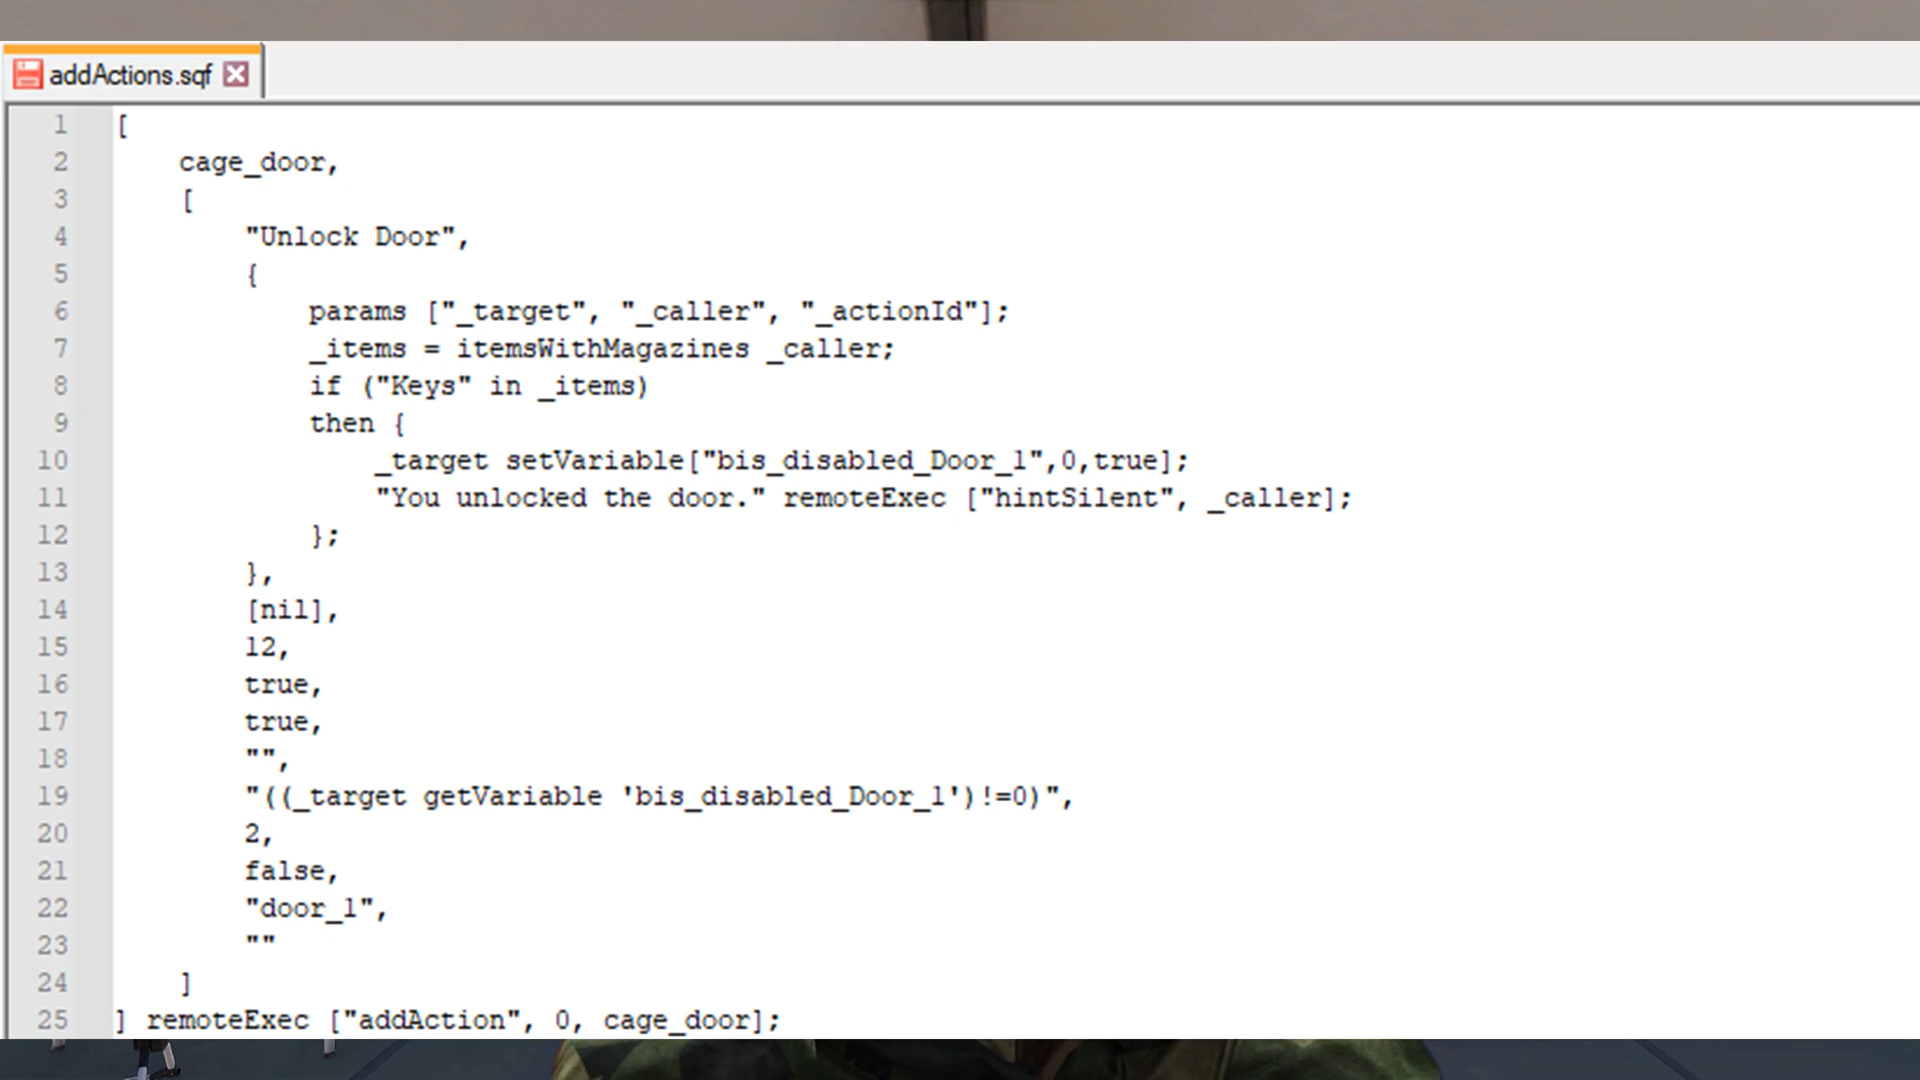 addActions.sqf
1 [
2 cage_door,
3 [
4 "Unlock Door",
5 {
6 params ["_target", "_caller", "_actionId"];
7 _items = itemsWithMagazines _caller;
8 if ("Keys" in _items)
9 then {
10 _target setVariable["bis_disabled_Door_1",0,true];
11 "You unlocked the door." remoteExec ["hintSilent", _caller];
12 };
13 },
14 [nil],
15 12,
16 true,
17 true,
18 "",
19 "((_target getVariable 'bis_disabled_Door_1')!=0)",
20 2,
21 false,
22 "door_1",
23 ""
24 ]
25 ] remoteExec ["addAction", 0, cage_door];